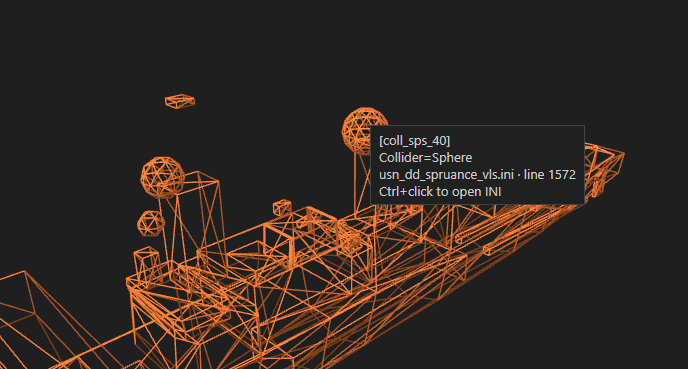 [coll_sps_40]
Collider=Sphere
usn_dd_spruance_vls.ini · line 1572
Ctrl+click to open INI